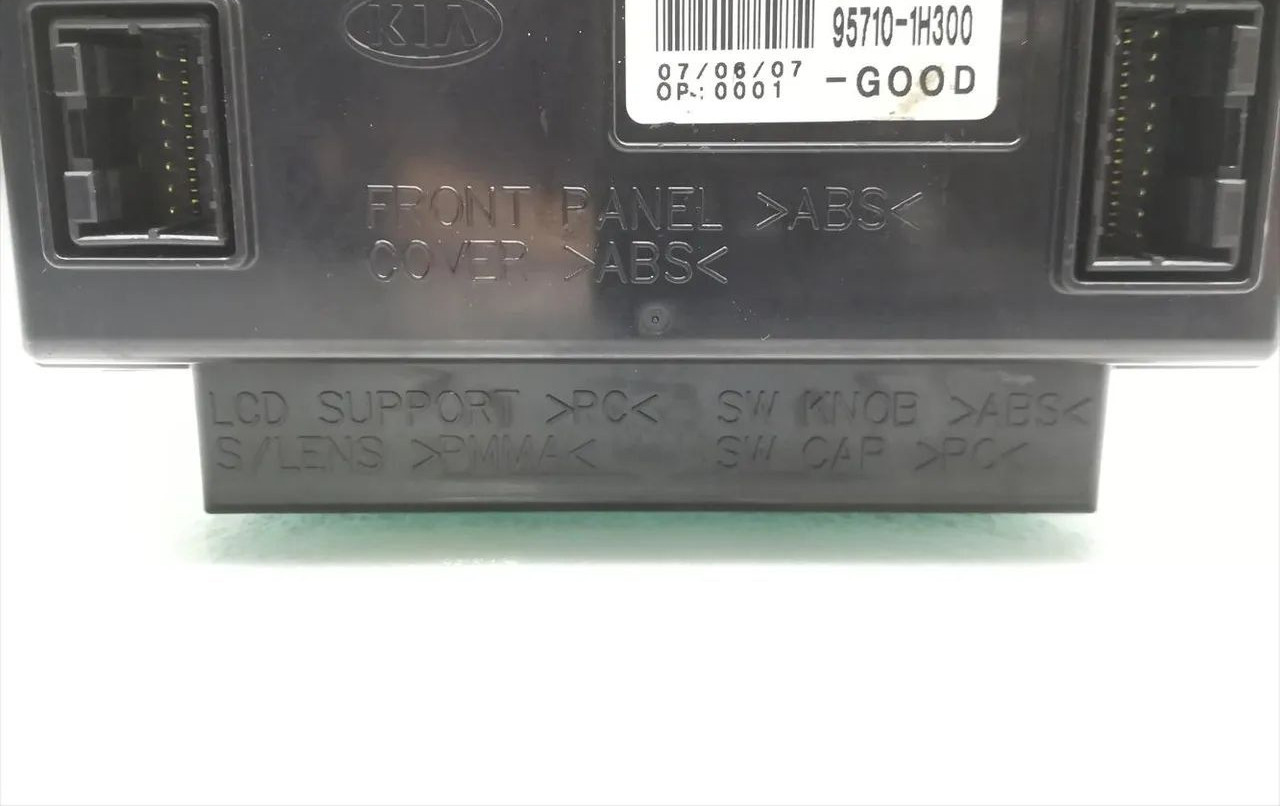 KIA
95710-1H300
07/06/07
OP.:0001
-GOOD
FRONT PANEL >ABS<
COVER >ABS<
LCD SUPPORT >PC< SW KNOB >ABS<
S/LENS >PMMA< SW CAP >PC<